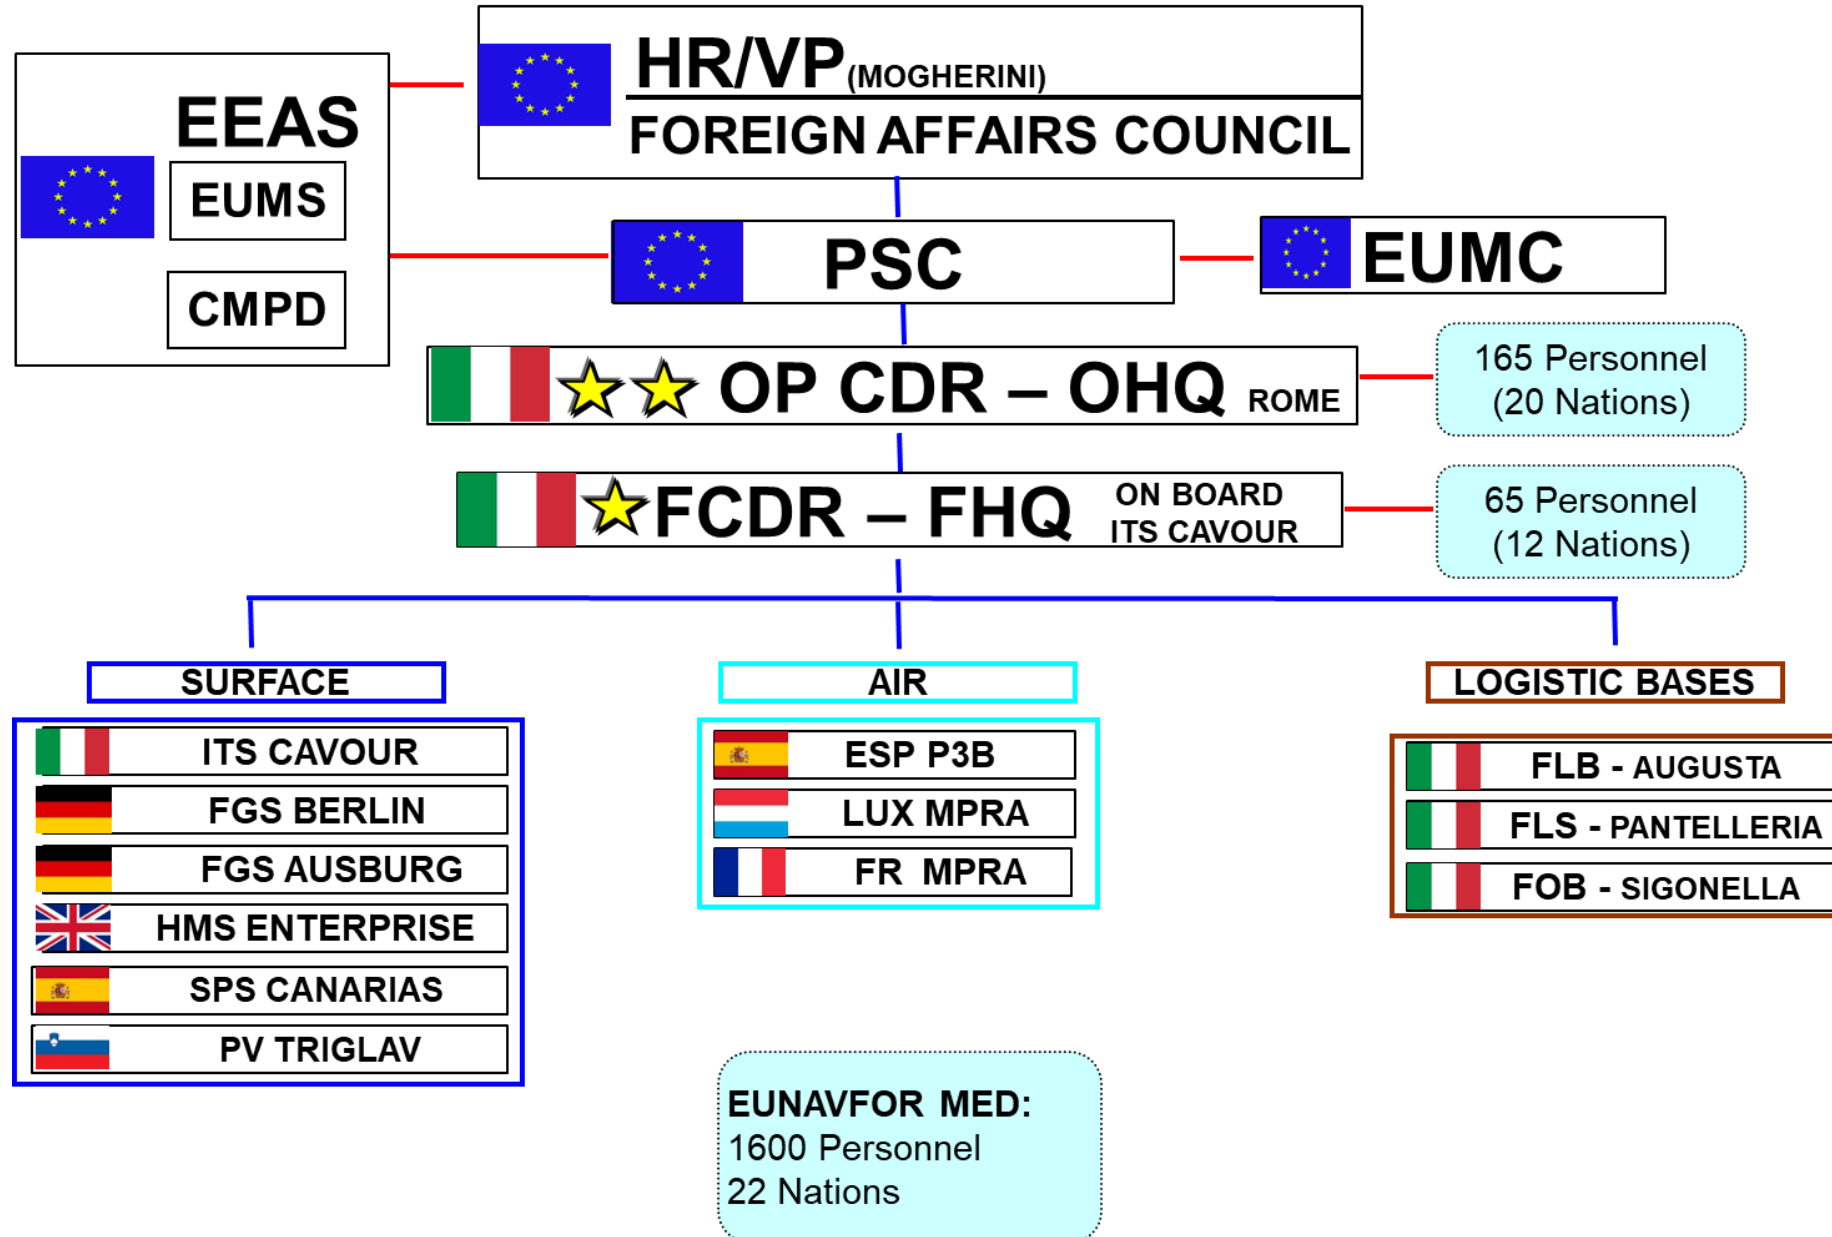 HR/VP(MOGHERINI)
FOREIGN AFFAIRS COUNCIL
EEAS
EUMS
CMPD
PSC
EUMC
OP CDR – OHQ ROME
165 Personnel
(20 Nations)
FCDR – FHQ ON BOARD
ITS CAVOUR
65 Personnel
(12 Nations)
SURFACE
ITS CAVOUR
FGS BERLIN
FGS AUSBURG
HMS ENTERPRISE
SPS CANARIAS
PV TRIGLAV
AIR
ESP P3B
LUX MPRA
FR MPRA
LOGISTIC BASES
FLB - AUGUSTA
FLS - PANTELLERIA
FOB - SIGONELLA
EUNAVFOR MED:
1600 Personnel
22 Nations